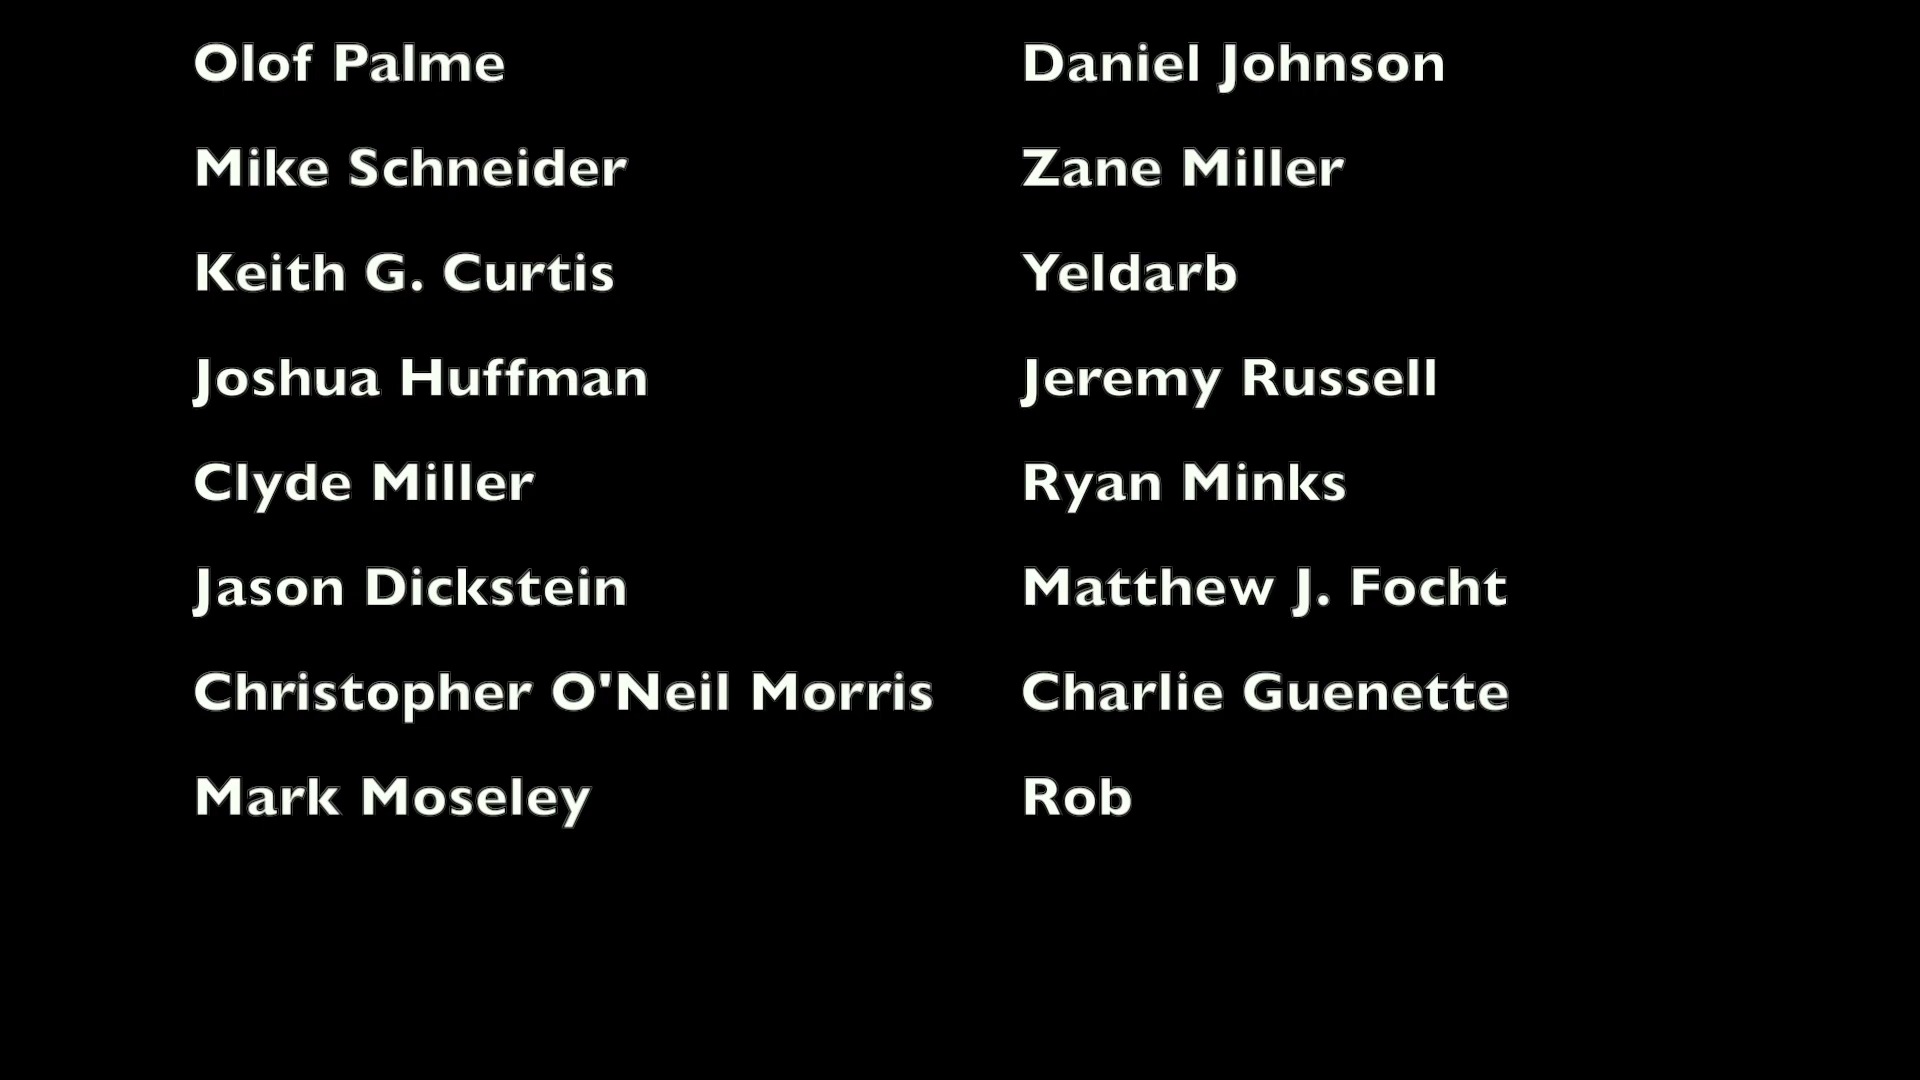 Olof Palme
Mike Schneider
Keith G. Curtis
Joshua Huffman
Clyde Miller
Jason Dickstein
Christopher O'Neil Morris
Mark Moseley
Daniel Johnson
Zane Miller
Yeldarb
Jeremy Russell
Ryan Minks
Matthew J. Focht
Charlie Guenette
Rob